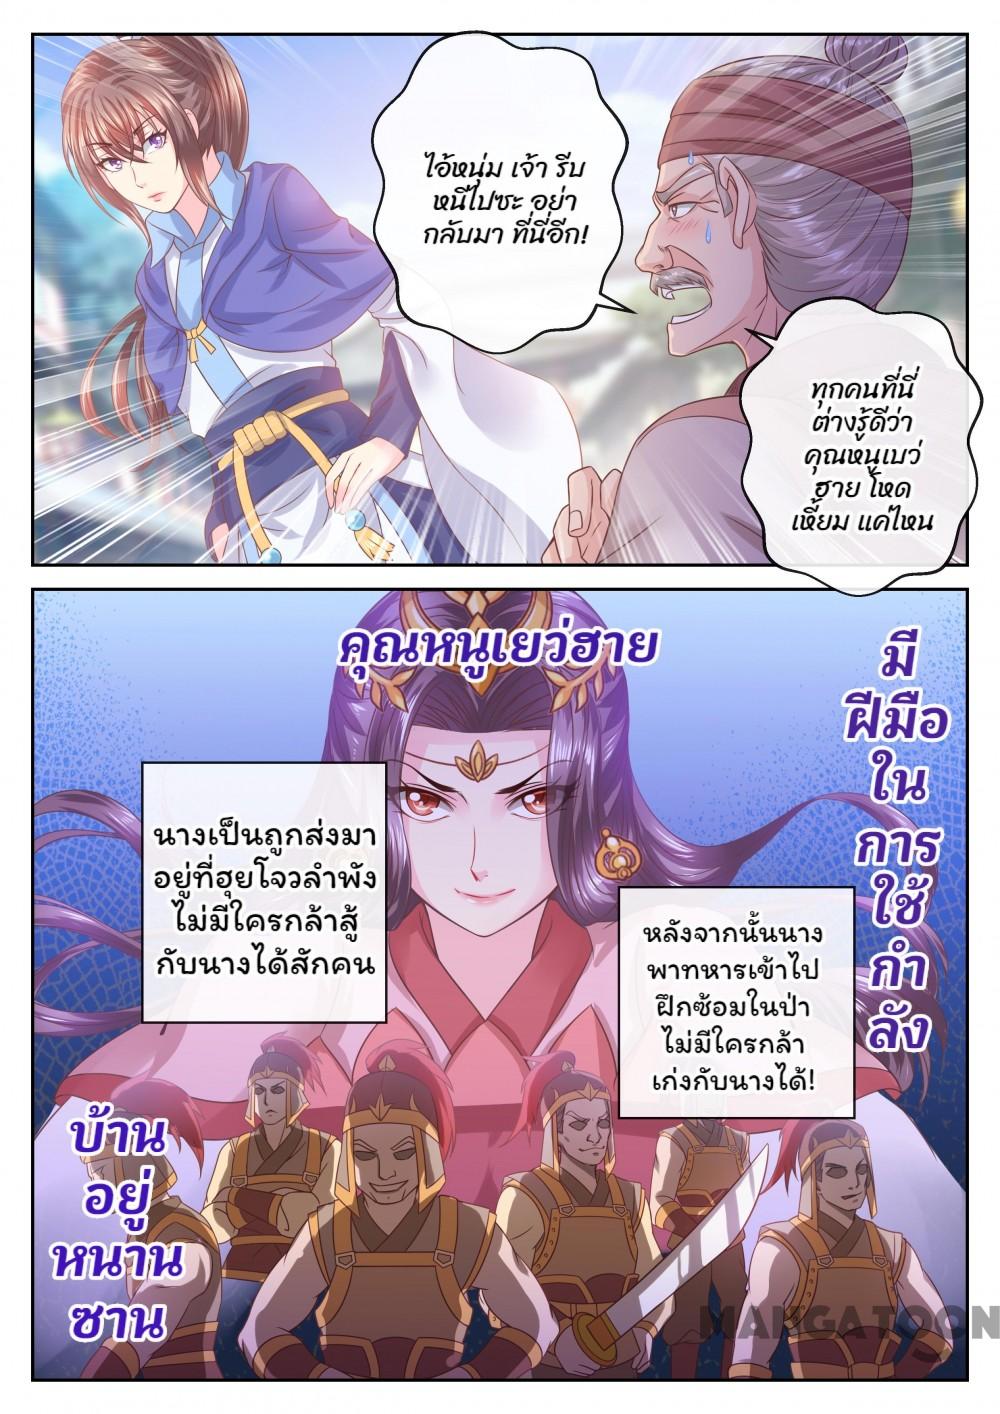 ไอ้หนุ่ม เจ้า รีบ
หนีไปซะ อย่า
กลับมา ที่นี่อีก!
ทุกคนที่นี่
ต่างรู้ดีว่า
คุณหนูเบว่
ฮาย โหด
เหี้ยม แค่ไหน
คุณหนูเยว่ฮาย
มี
ฝีมือ
ใน
การ
ใช้
กำ
ลัง
นางเป็นถูกส่งมา
อยู่ที่ฮุยโจวลำพัง
ไม่มีใครกล้าสู้
กับนางได้สักคน
หลังจากนั้นนาง
พาทหารเข้าไป
ฝึกซ้อมในป่า
ไม่มีใครกล้า
เก่งกับนางได้!
บ้าน
อยู่
หนาน
ซาน
MANGATOON